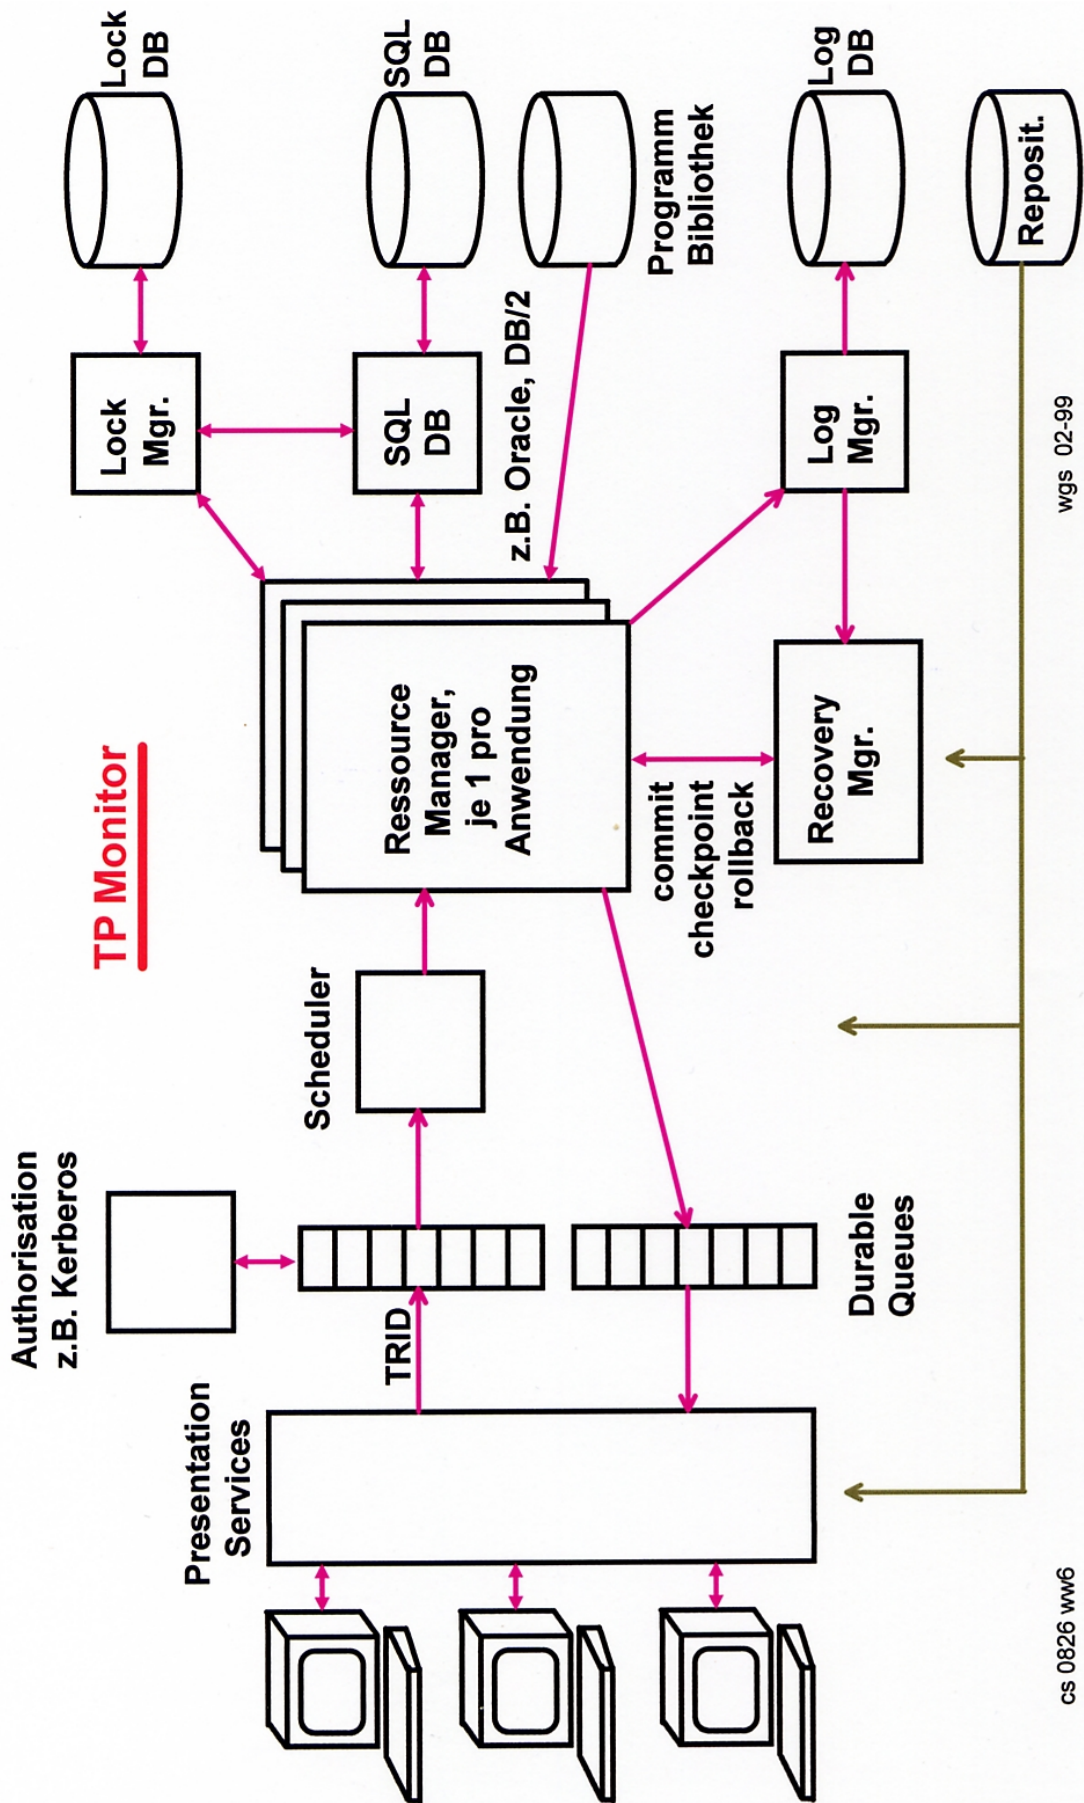 TP Monitor
Authorisation
z.B. Kerberos
Presentation
Services
TRID
Durable
Queues
Scheduler
Ressource
Manager,
je 1 pro
Anwendung
commit
checkpoint
rollback
Recovery
Mgr.
Lock
Mgr.
SQL
DB
z.B. Oracle, DB/2
Log
Mgr.
Lock
DB
SQL
DB
Programm
Bibliothek
Log
DB
Reposit.
cs 0826 ww6
wgs 02-99